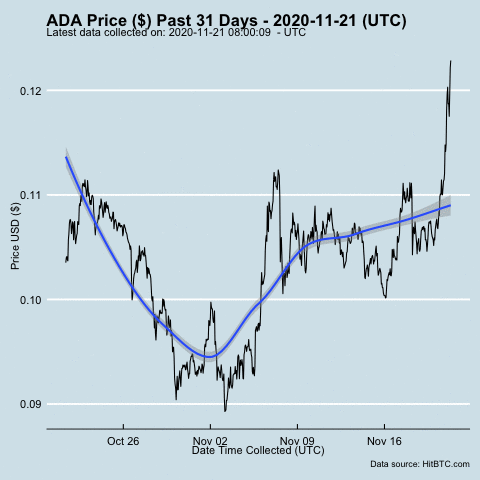 ADA Price ($) Past 31 Days - 2020-11-21 (UTC)
Latest data collected on: 2020-11-21 08:00:09  - UTC
Price USD ($)
0.12
0.11
0.10
0.09
Oct 26 Nov 02 Nov 09 Nov 16
Date Time Collected (UTC)
Data source: HitBTC.com